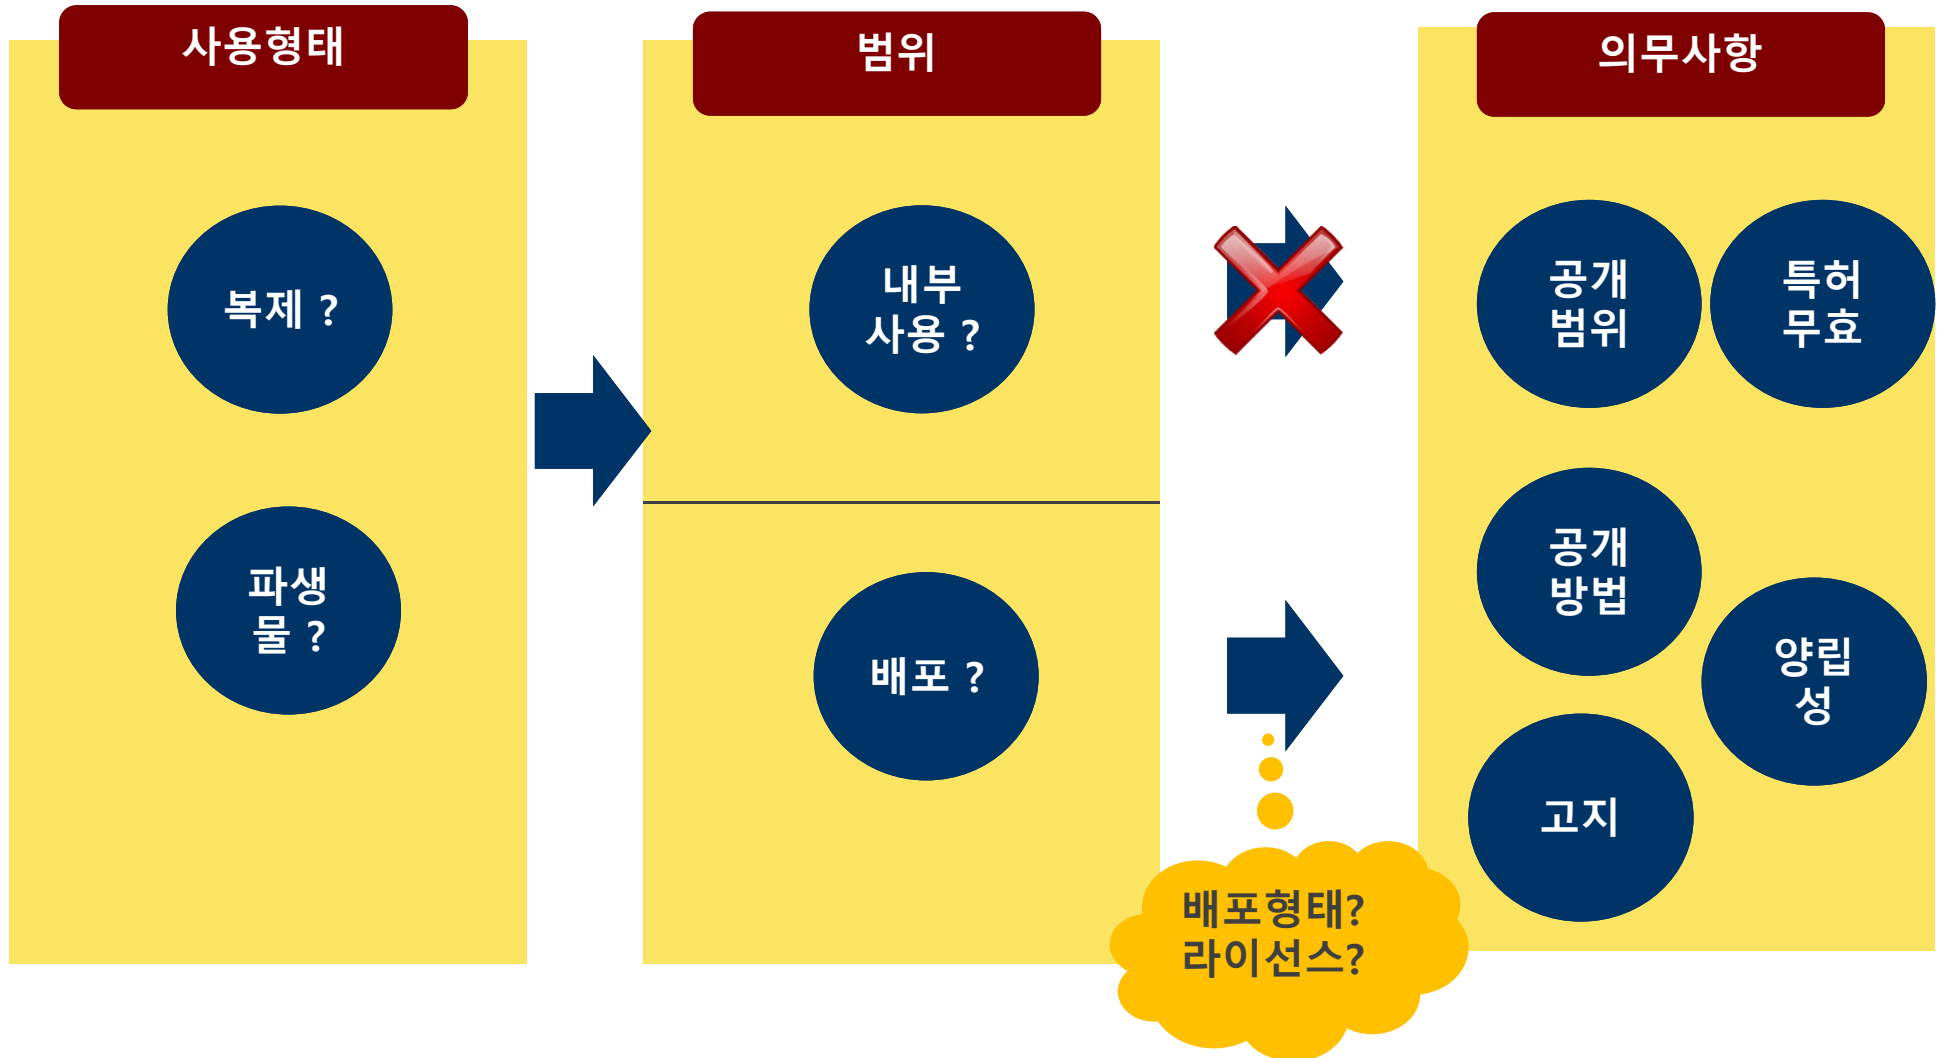 사용형태
범위
의무사항
복제 ?
파생
물 ?
내부
사용 ?
배포 ?
공개
범위
특허
무효
공개
방법
양립
성
고지
배포형태?
라이선스?